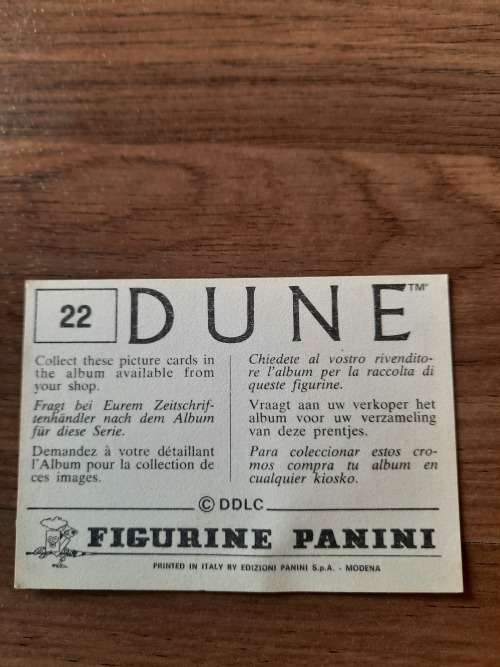 22
DUNE™
Collect these picture cards in
the album available from
your shop.
Fragt bei Eurem Zeitschrif-
tenhändler nach dem Album
für diese Serie.
Demandez à votre détaillant
l'Album pour la collection de
ces images.
Chiedete al vostro rivendito-
re l'album per la raccolta di
queste figurine.
Vraagt aan uw verkoper het
album voor uw verzameling
van deze prentjes.
Para coleccionar estos cro-
mos compra tu album en
cualquier kiosko.
© DDLC
FIGURINE PANINI
PRINTED IN ITALY BY EDIZIONI PANINI S.p.A. - MODENA